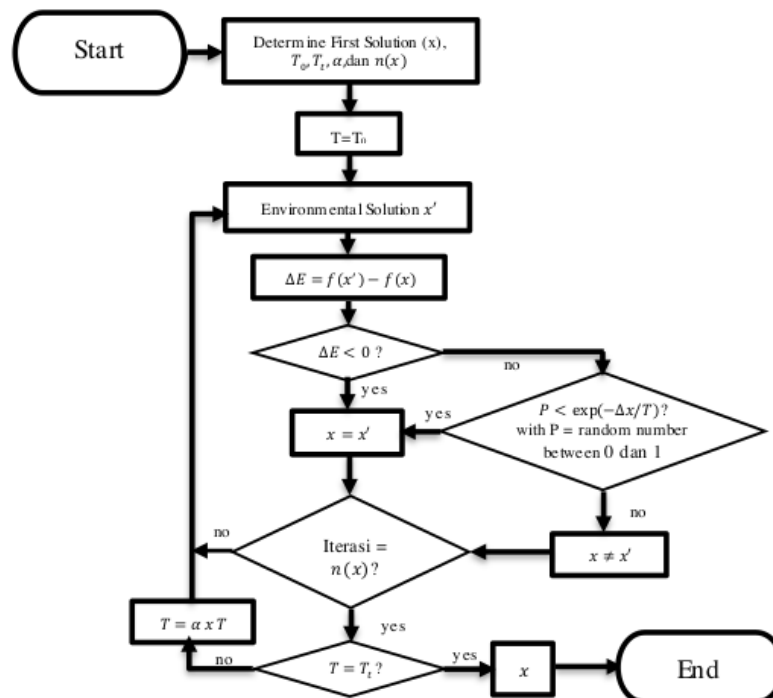 Start
Determine First Solution (x),
T₀, Tₜ, α,dan n(x)
T=T₀
Environmental Solution x′
ΔE = f(x′) − f(x)
ΔE < 0 ?
no
yes
P < exp(−Δx/T)?
with P = random number
between 0 dan 1
yes
x = x′
no
no
Iterasi =
n(x)?
x ≠ x′
T = α x T
yes
no
T = Tₜ ?
yes
x
End